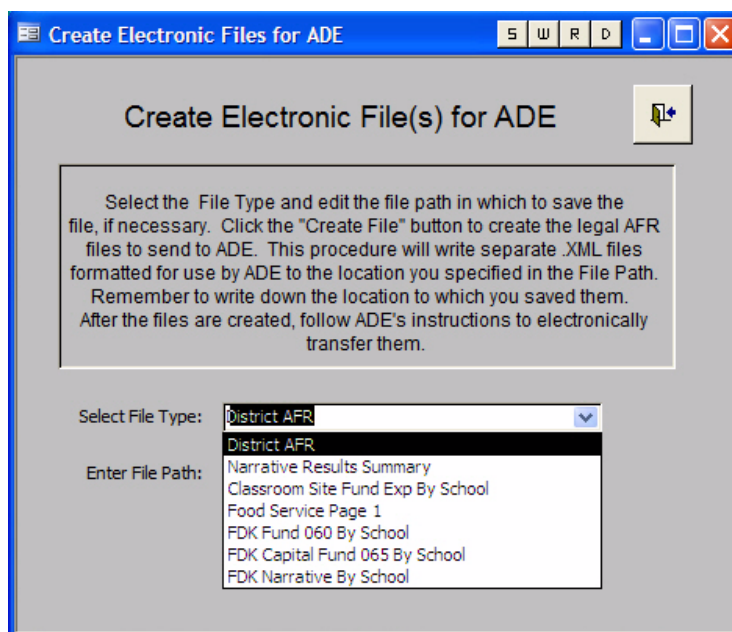 Create Electronic Files for ADE
S W R D
Create Electronic File(s) for ADE
Select the File Type and edit the file path in which to save the
file, if necessary. Click the "Create File" button to create the legal AFR
files to send to ADE. This procedure will write separate .XML files
formatted for use by ADE to the location you specified in the File Path.
Remember to write down the location to which you saved them.
After the files are created, follow ADE's instructions to electronically
transfer them.
Select File Type: District AFR
District AFR
Enter File Path:
Narrative Results Summary
Classroom Site Fund Exp By School
Food Service Page 1
FDK Fund 060 By School
FDK Capital Fund 065 By School
FDK Narrative By School